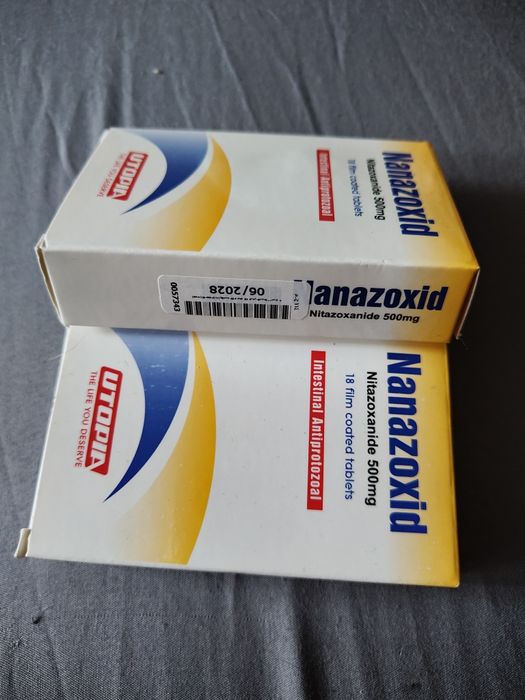 Nanazoxid
Nitazoxanide 500mg
18 film coated tablets
Intestinal Antiprotozoal
UTOPIA
THE LIFE YOU DESERVE
Nanazoxid
Nitazoxanide 500mg
06/2028
0057343
Nanazoxid
Nitazoxanide 500mg
18 film coated tablets
Intestinal Antiprotozoal
UTOPIA
THE LIFE YOU DESERVE